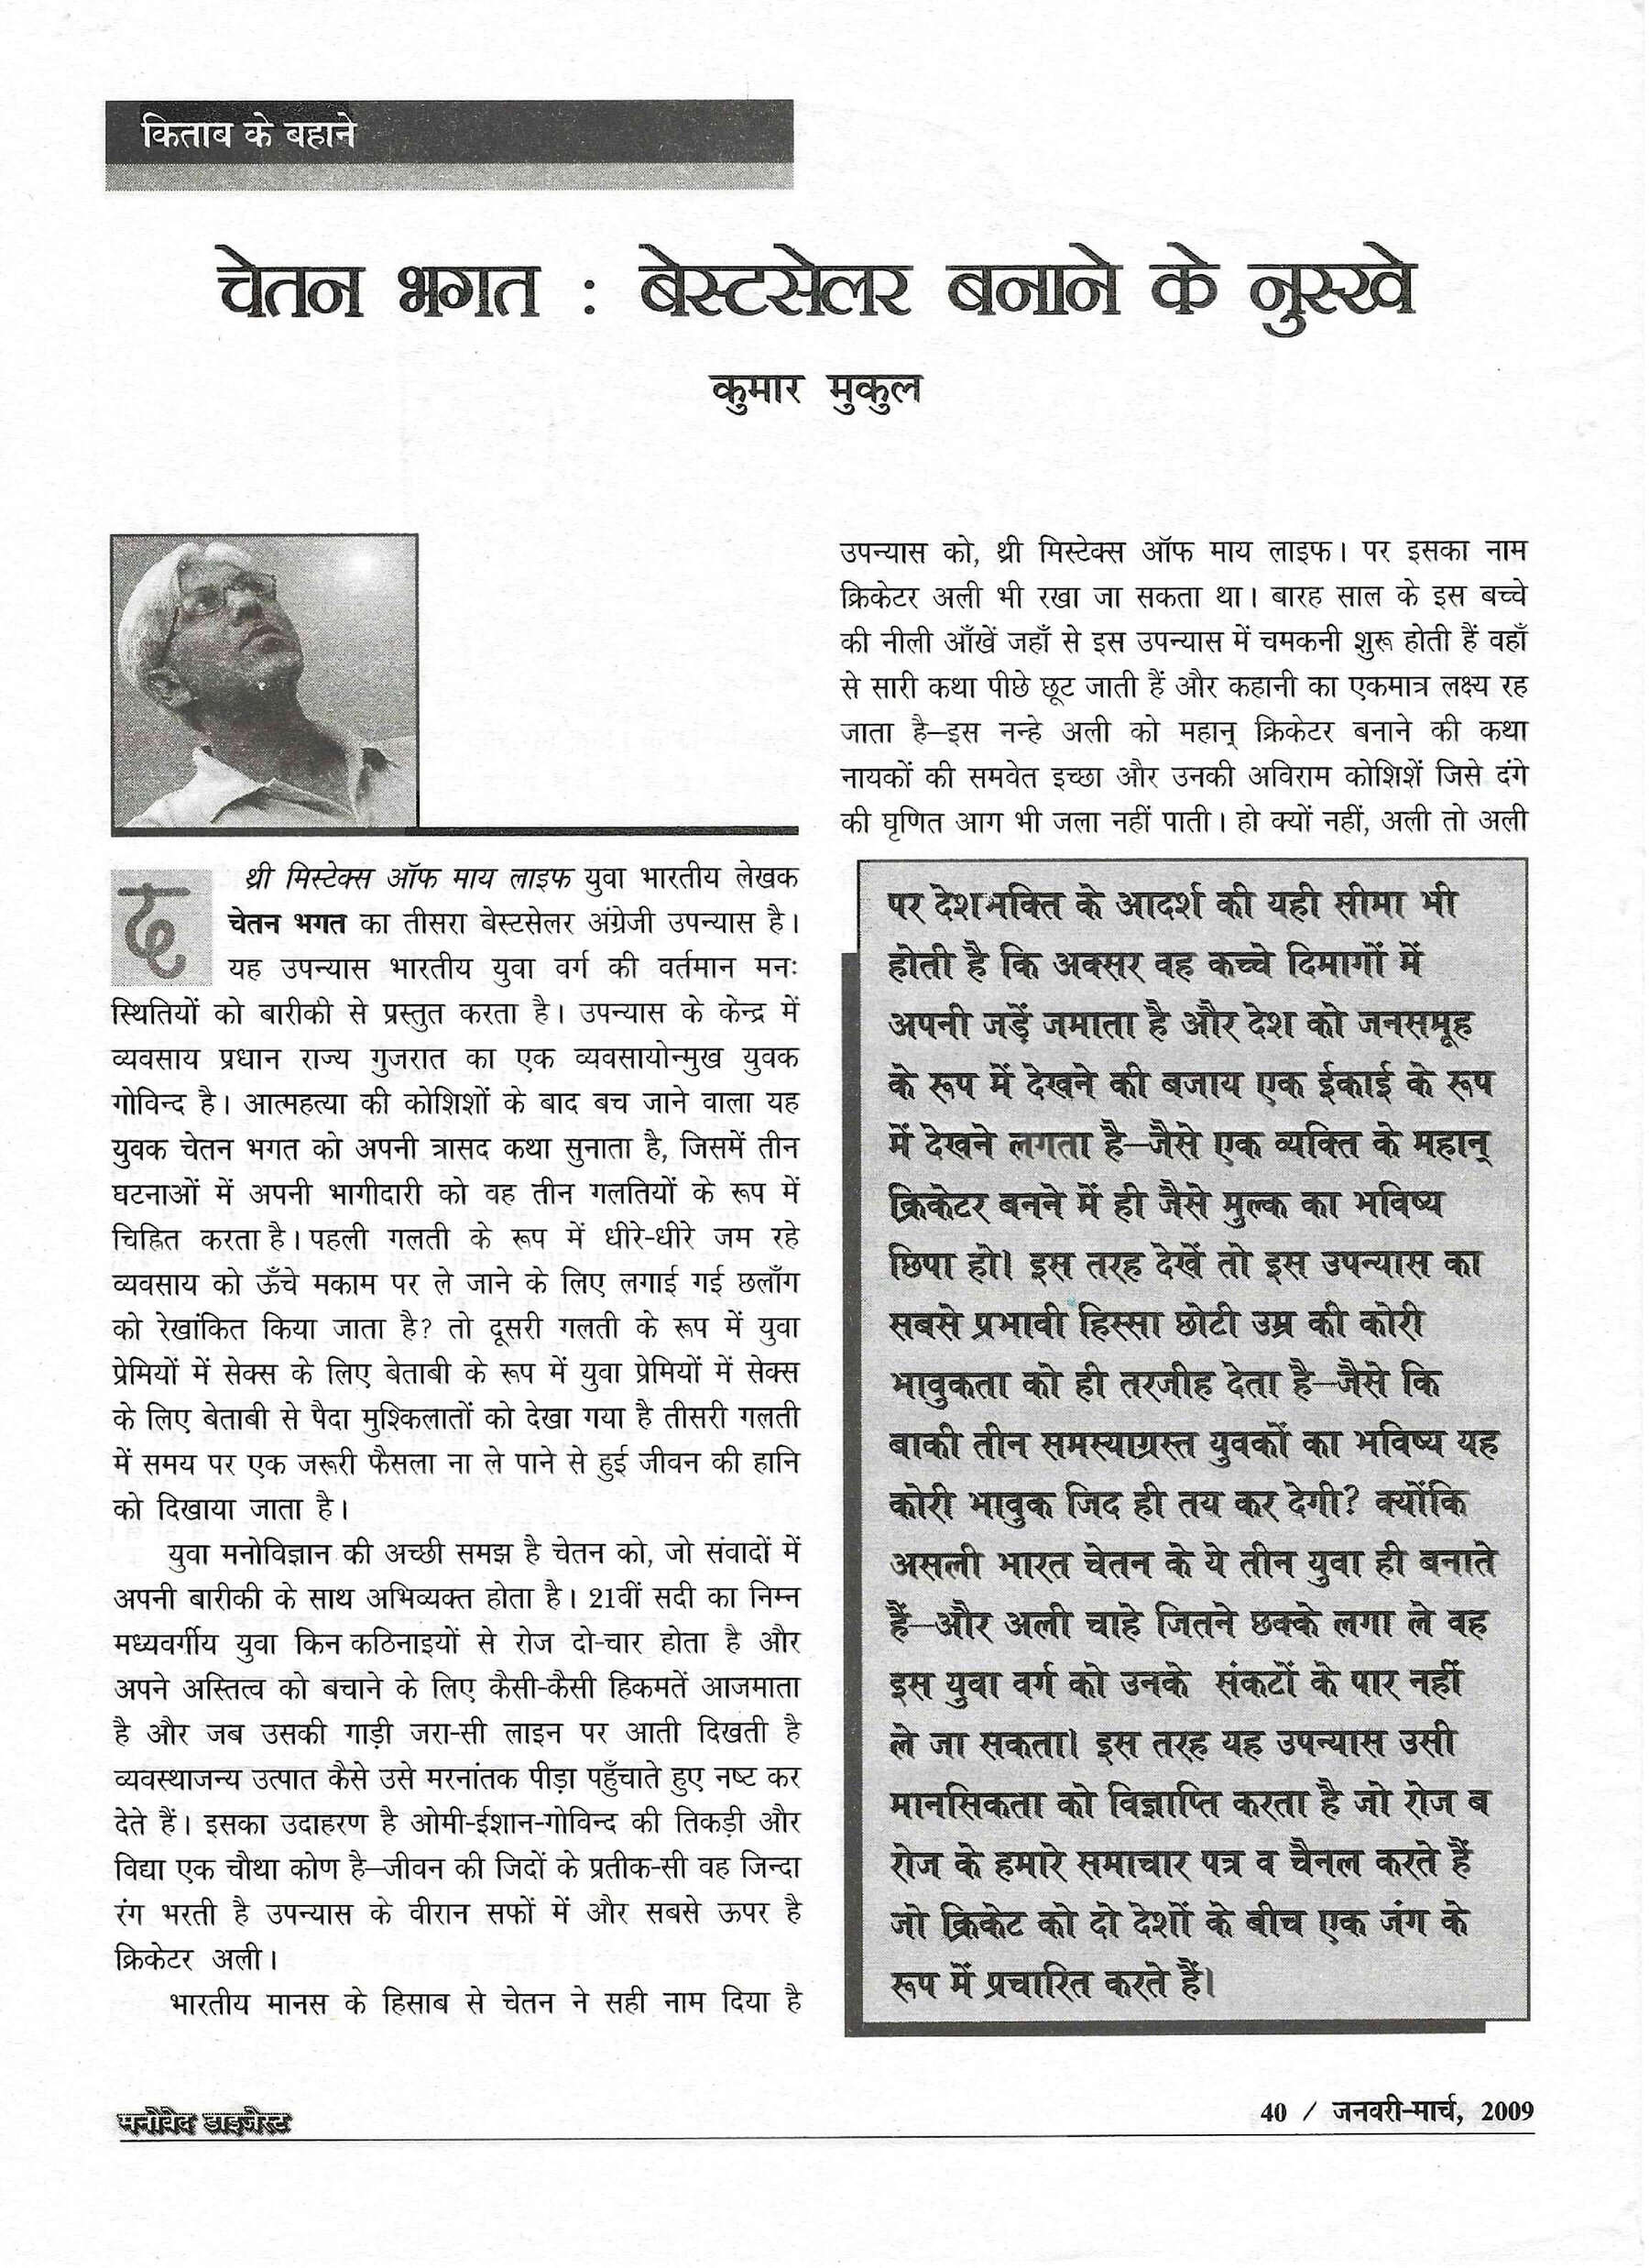 किताब के बहाने
चेतन भगत : बेस्टसेलर बनाने के नुस्खे
कुमार मुकुल
द थ्री मिस्टेक्स ऑफ माय लाइफ युवा भारतीय लेखक
चेतन भगत का तीसरा बेस्टसेलर अंग्रेजी उपन्यास है।
यह उपन्यास भारतीय युवा वर्ग की वर्तमान मनः
स्थितियों को बारीकी से प्रस्तुत करता है। उपन्यास के केन्द्र में
व्यवसाय प्रधान राज्य गुजरात का एक व्यवसायोन्मुख युवक
गोविन्द है। आत्महत्या की कोशिशों के बाद बच जाने वाला यह
युवक चेतन भगत को अपनी त्रासद कथा सुनाता है, जिसमें तीन
घटनाओं में अपनी भागीदारी को वह तीन गलतियों के रूप में
चिह्नित करता है। पहली गलती के रूप में धीरे-धीरे जम रहे
व्यवसाय को ऊँचे मकाम पर ले जाने के लिए लगाई गई छलाँग
को रेखांकित किया जाता है? तो दूसरी गलती के रूप में युवा
प्रेमियों में सेक्स के लिए बेताबी के रूप में युवा प्रेमियों में सेक्स
के लिए बेताबी से पैदा मुश्किलातों को देखा गया है तीसरी गलती
में समय पर एक जरूरी फैसला ना ले पाने से हुई जीवन की हानि
को दिखाया जाता है।
युवा मनोविज्ञान की अच्छी समझ है चेतन को, जो संवादों में
अपनी बारीकी के साथ अभिव्यक्त होता है। 21वीं सदी का निम्न
मध्यवर्गीय युवा किन कठिनाइयों से रोज दो-चार होता है और
अपने अस्तित्व को बचाने के लिए कैसी-कैसी हिकमतें आजमाता
है और जब उसकी गाड़ी जरा-सी लाइन पर आती दिखती है
व्यवस्थाजन्य उत्पात कैसे उसे मरनांतक पीड़ा पहुँचाते हुए नष्ट कर
देते हैं। इसका उदाहरण है ओमी-ईशान-गोविन्द की तिकड़ी और
विद्या एक चौथा कोण है–जीवन की जिदों के प्रतीक-सी वह जिन्दा
रंग भरती है उपन्यास के वीरान सफों में और सबसे ऊपर है
क्रिकेटर अली।
भारतीय मानस के हिसाब से चेतन ने सही नाम दिया है
उपन्यास को, थ्री मिस्टेक्स ऑफ माय लाइफ। पर इसका नाम
क्रिकेटर अली भी रखा जा सकता था। बारह साल के इस बच्चे
की नीली आँखें जहाँ से इस उपन्यास में चमकनी शुरू होती हैं वहाँ
से सारी कथा पीछे छूट जाती हैं और कहानी का एकमात्र लक्ष्य रह
जाता है–इस नन्हे अली को महान् क्रिकेटर बनाने की कथा
नायकों की समवेत इच्छा और उनकी अविराम कोशिशें जिसे दंगे
की घृणित आग भी जला नहीं पाती। हो क्यों नहीं, अली तो अली
पर देशभक्ति के आदर्श की यही सीमा भी
होती है कि अक्सर वह कच्चे दिमागों में
अपनी जड़ें जमाता है और देश को जनसमूह
के रूप में देखने की बजाय एक ईकाई के रूप
में देखने लगता है–जैसे एक व्यक्ति के महान्
क्रिकेटर बनने में ही जैसे मुल्क का भविष्य
छिपा हो। इस तरह देखें तो इस उपन्यास का
सबसे प्रभावी हिस्सा छोटी उम्र की कोरी
भावुकता को ही तरजीह देता है–जैसे कि
बाकी तीन समस्याग्रस्त युवकों का भविष्य यह
कोरी भावुक जिद ही तय कर देगी? क्योंकि
असली भारत चेतन के ये तीन युवा ही बनाते
हैं–और अली चाहे जितने छक्के लगा ले वह
इस युवा वर्ग को उनके संकटों के पार नहीं
ले जा सकता। इस तरह यह उपन्यास उसी
मानसिकता को विज्ञाप्ति करता है जो रोज ब
रोज के हमारे समाचार पत्र व चैनल करते हैं
जो क्रिकेट को दो देशों के बीच एक जंग के
रूप में प्रचारित करते हैं।
मनोवेद डाइजेस्ट
40 / जनवरी-मार्च, 2009